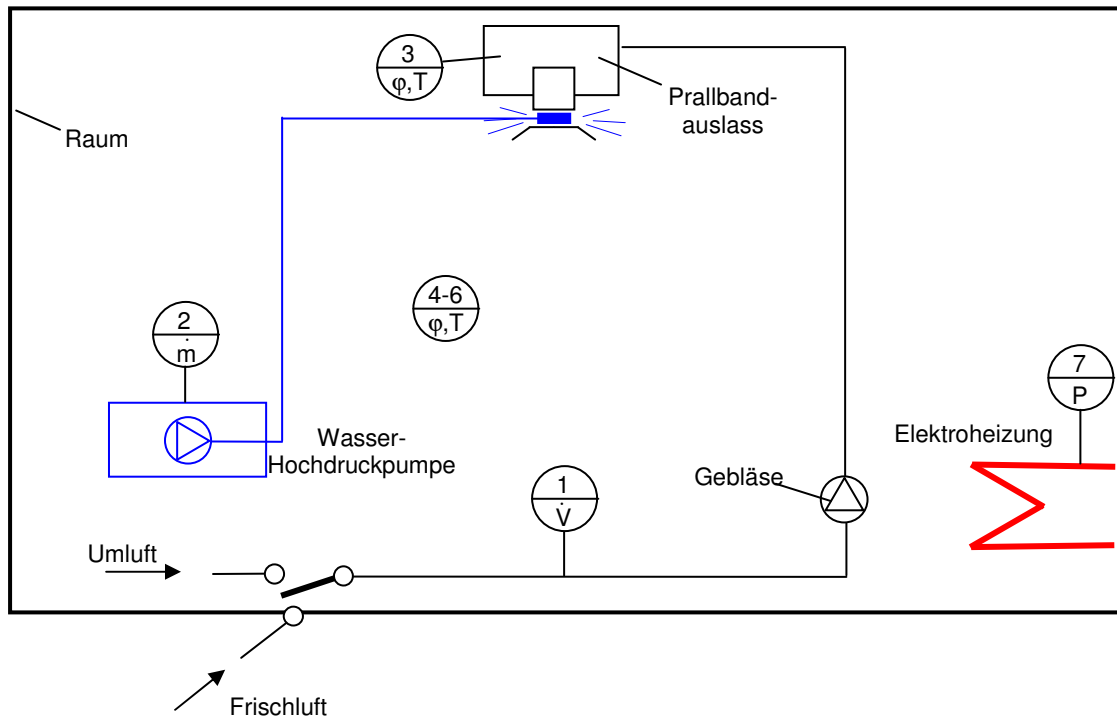 3
φ,T
Prallband-
auslass
Raum
4-6
φ,T
2
ṁ
7
P
Wasser-
Hochdruckpumpe
Elektroheizung
1
V̇
Gebläse
Umluft
Frischluft